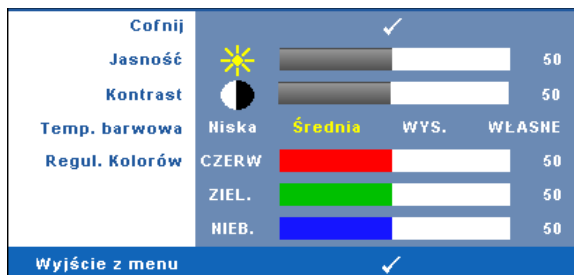 Cofnij
Jasność 50
Kontrast 50
Temp. barwowa Niska Średnia WYS. WŁASNE
Regul. Kolorów CZERW 50
ZIEL. 50
NIEB. 50
Wyjście z menu